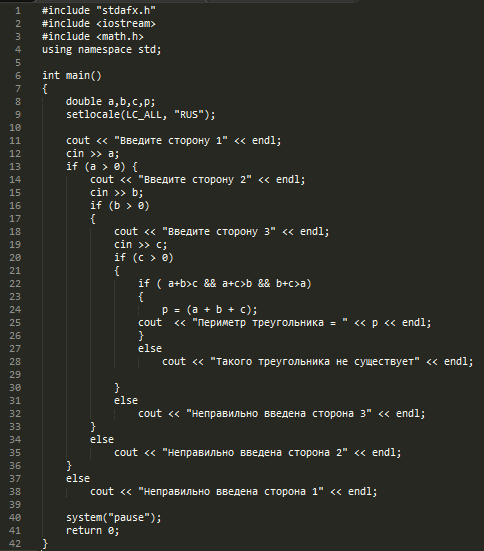 1 #include "stdafx.h"
2 #include <iostream>
3 #include <math.h>
4 using namespace std;
5
6 int main()
7 {
8 double a,b,c,p;
9 setlocale(LC_ALL, "RUS");
10
11 cout << "Введите сторону 1" << endl;
12 cin >> a;
13 if (a > 0) {
14 cout << "Введите сторону 2" << endl;
15 cin >> b;
16 if (b > 0)
17 {
18 cout << "Введите сторону 3" << endl;
19 cin >> c;
20 if (c > 0)
21 {
22 if ( a+b>c && a+c>b && b+c>a)
23 {
24 p = (a + b + c);
25 cout  << "Периметр треугольника = " << p << endl;
26 }
27 else
28 cout << "Такого треугольника не существует" << endl;
29
30 }
31 else
32 cout << "Неправильно введена сторона 3" << endl;
33 }
34 else
35 cout << "Неправильно введена сторона 2" << endl;
36 }
37 else
38 cout << "Неправильно введена сторона 1" << endl;
39
40 system("pause");
41 return 0;
42 }